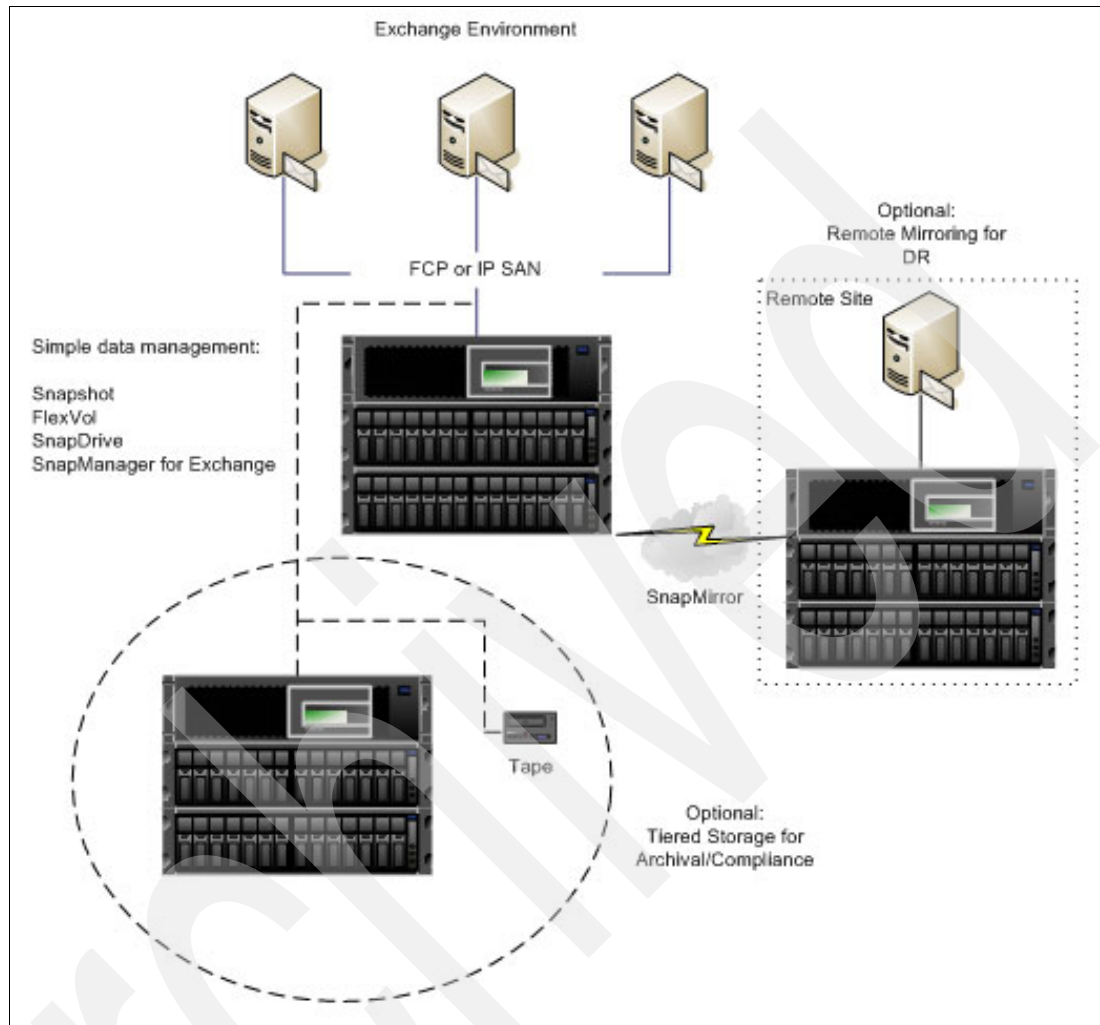 Exchange Environment
FCP or IP SAN
Optional:
Remote Mirroring for
DR
Remote Site
Simple data management:
Snapshot
FlexVol
SnapDrive
SnapManager for Exchange
SnapMirror
Tape
Optional:
Tiered Storage for
Archival/Compliance
Archived